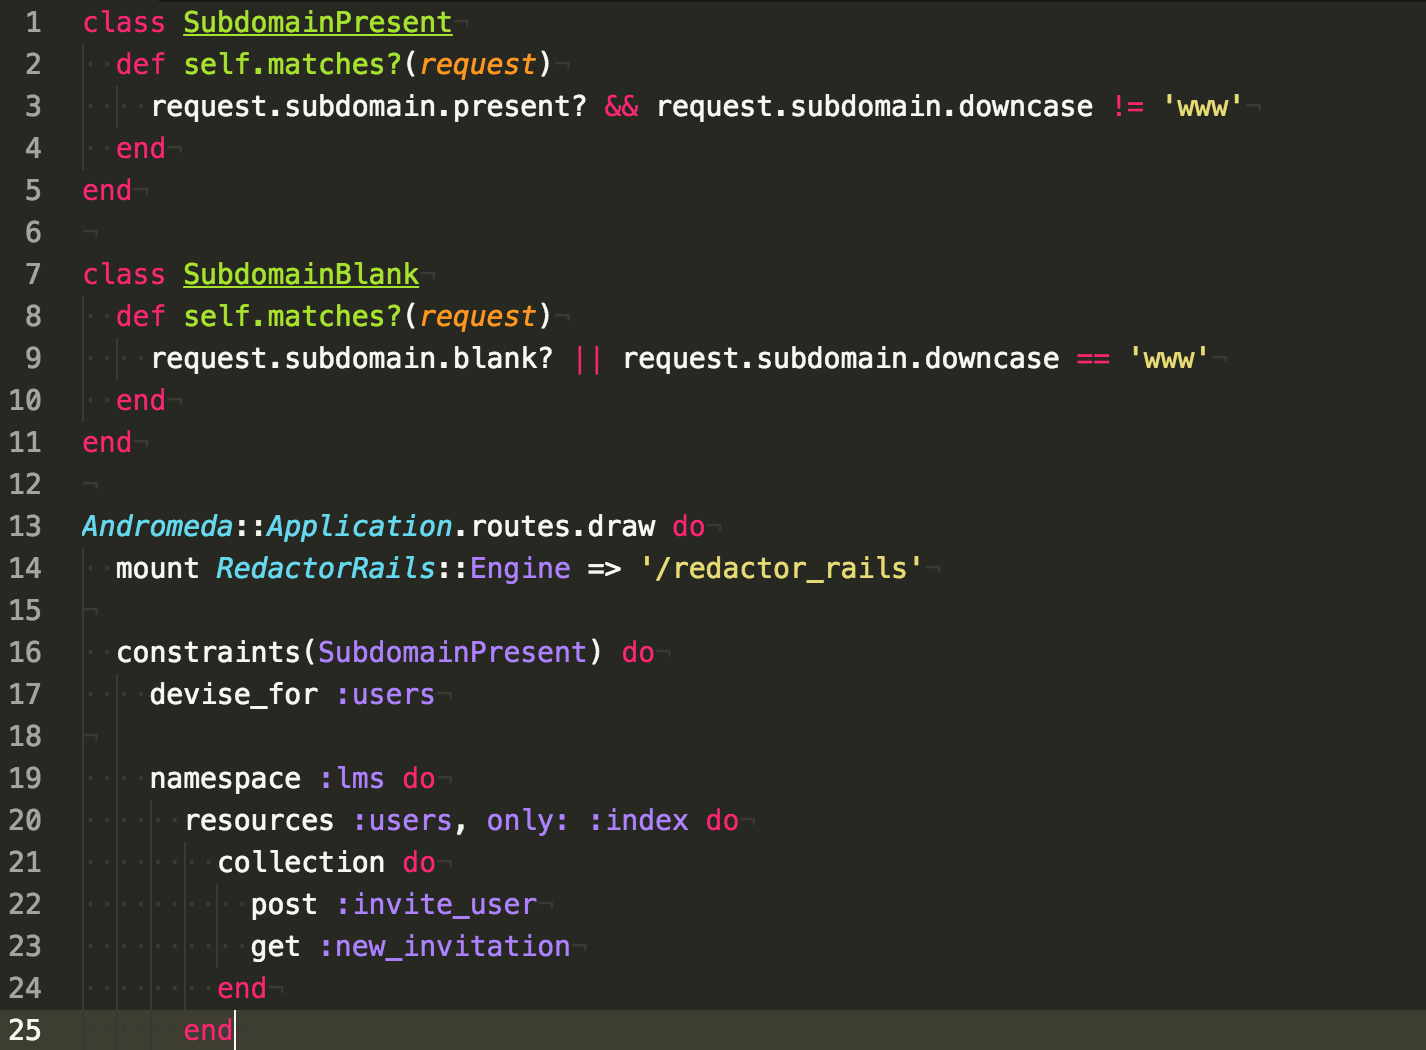 1 class SubdomainPresent¬
2 ··def self.matches?(request)¬
3 ····request.subdomain.present? && request.subdomain.downcase != 'www'¬
4 ··end¬
5 end¬
6 ¬
7 class SubdomainBlank¬
8 ··def self.matches?(request)¬
9 ····request.subdomain.blank? || request.subdomain.downcase == 'www'¬
10 ··end¬
11 end¬
12 ¬
13 Andromeda::Application.routes.draw do¬
14 ··mount RedactorRails::Engine => '/redactor_rails'¬
15 ¬
16 ··constraints(SubdomainPresent) do¬
17 ····devise_for :users¬
18 ¬
19 ····namespace :lms do¬
20 ······resources :users, only: :index do¬
21 ········collection do¬
22 ··········post :invite_user¬
23 ··········get :new_invitation¬
24 ········end¬
25 ······end¬